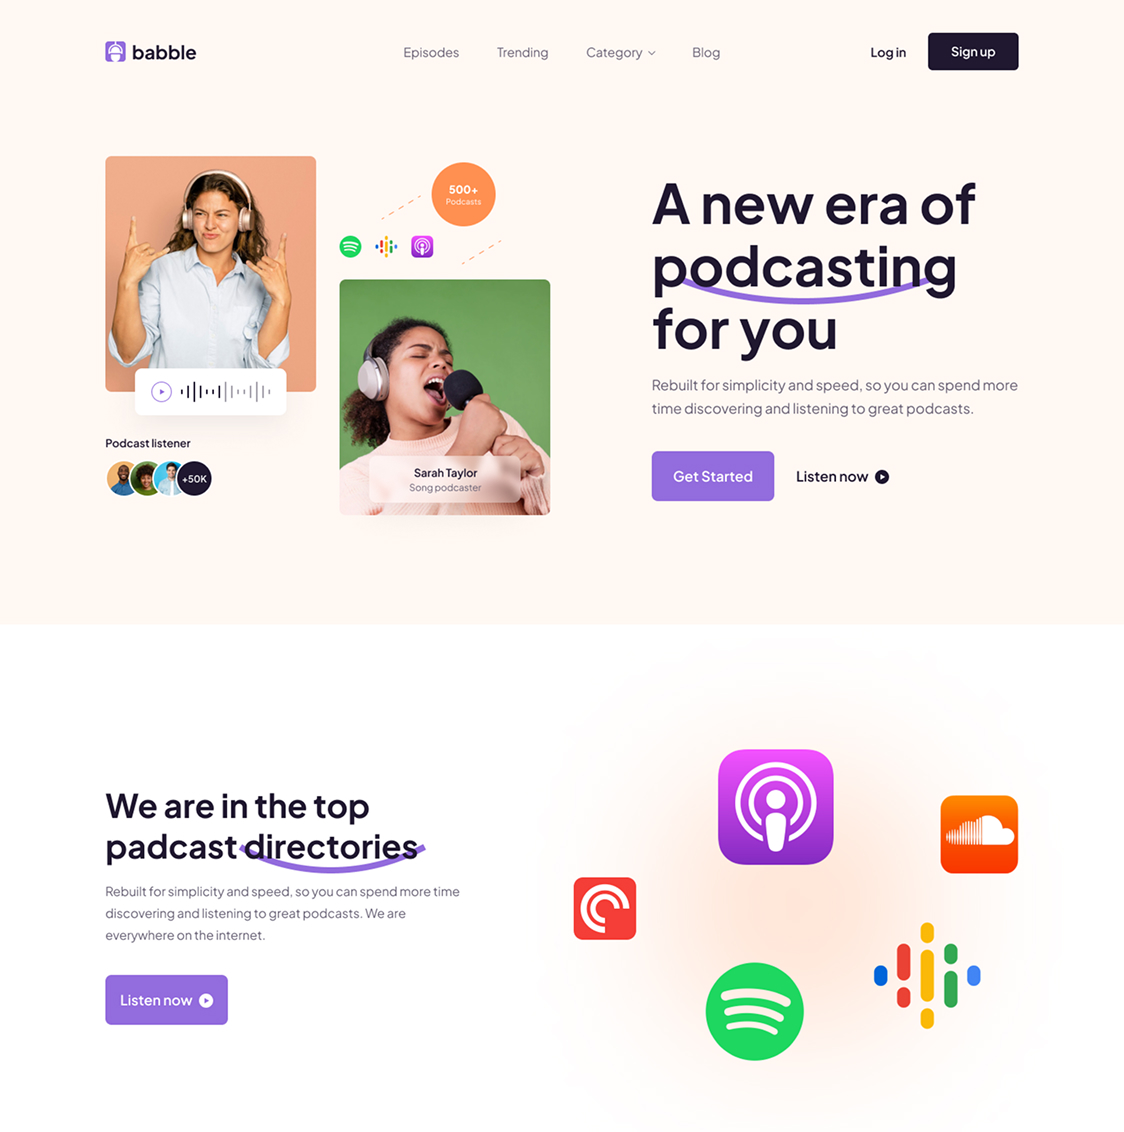 babble
Episodes
Trending
Category
Blog
Log in
Sign up
500+
Podcasts
Sarah Taylor
Song podcaster
Podcast listener
+50K
A new era of
podcasting
for you
Rebuilt for simplicity and speed, so you can spend more
time discovering and listening to great podcasts.
Get Started
Listen now
We are in the top
padcast directories
Rebuilt for simplicity and speed, so you can spend more time
discovering and listening to great podcasts. We are
everywhere on the internet.
Listen now